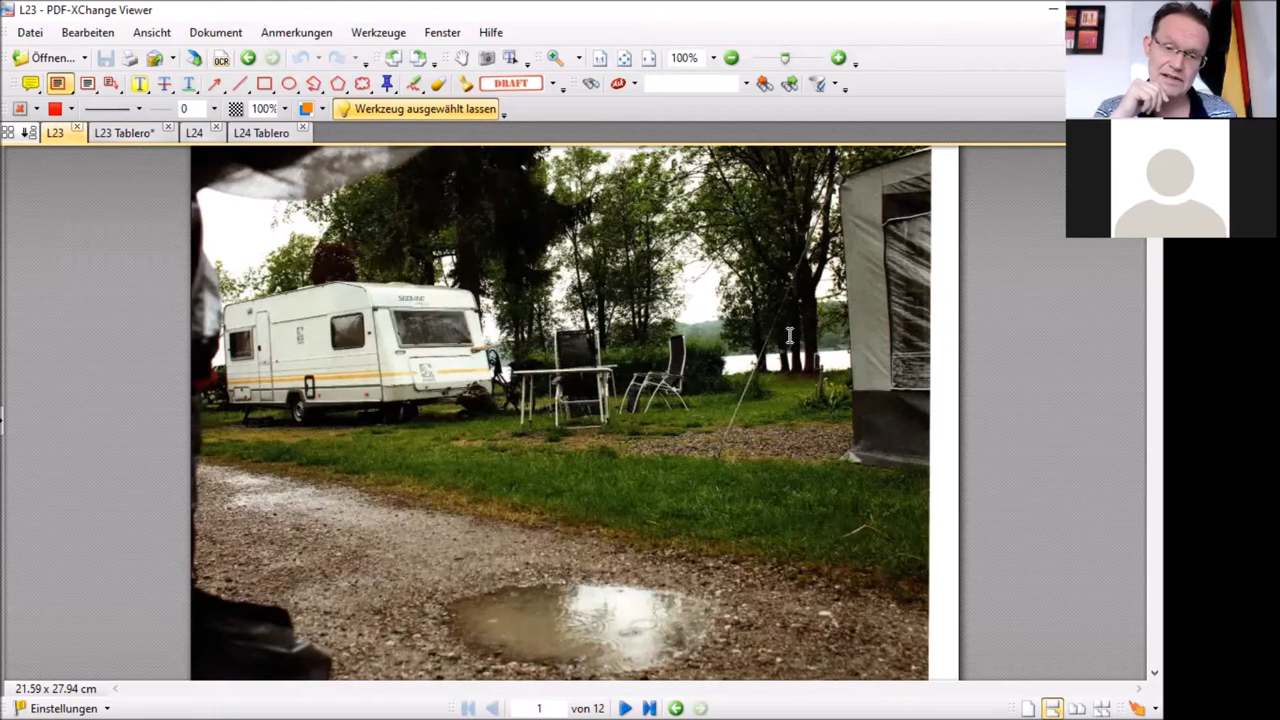 L23 - PDF-XChange Viewer
Datei Bearbeiten Ansicht Dokument Anmerkungen Werkzeuge Fenster Hilfe
Öffnen... OCR 100%
DRAFT
0 100% Werkzeug ausgewählt lassen
L23 L23 Tablero* L24 L24 Tablero
21.59 x 27.94 cm
Einstellungen 1 von 12